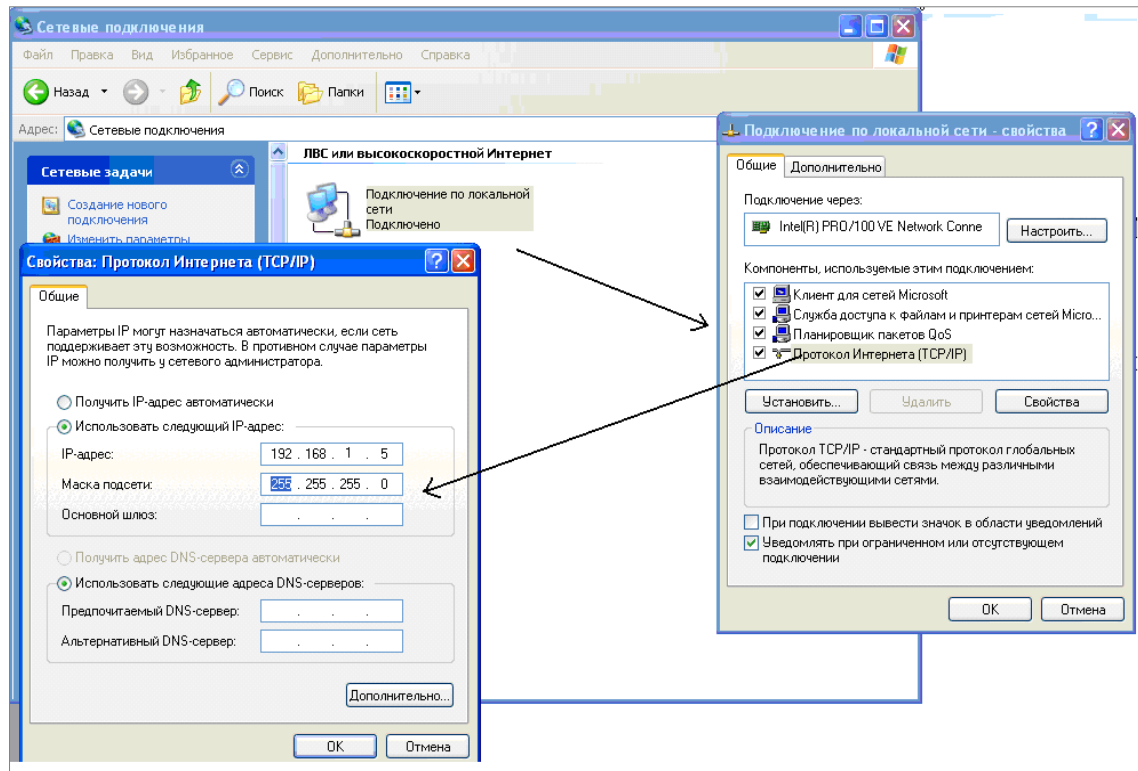 Сетевые подключения
Файл Правка Вид Избранное Сервис Дополнительно Справка
Назад Поиск Папки
Адрес: Сетевые подключения
Сетевые задачи
Создание нового
подключения
Изменить параметры
ЛВС или высокоскоростной Интернет
Подключение по локальной
сети
Подключено
Подключение по локальной сети - свойства
Общие Дополнительно
Подключение через:
Intel(R) PRO/100 VE Network Conne
Настроить...
Компоненты, используемые этим подключением:
Клиент для сетей Microsoft
Служба доступа к файлам и принтерам сетей Micro...
Планировщик пакетов QoS
Протокол Интернета (TCP/IP)
Установить... Удалить Свойства
Описание
Протокол TCP/IP - стандартный протокол глобальных
сетей, обеспечивающий связь между различными
взаимодействующими сетями.
При подключении вывести значок в области уведомлений
Уведомлять при ограниченном или отсутствующем
подключении
OK Отмена
Свойства: Протокол Интернета (TCP/IP)
Общие
Параметры IP могут назначаться автоматически, если сеть
поддерживает эту возможность. В противном случае параметры
IP можно получить у сетевого администратора.
Получить IP-адрес автоматически
Использовать следующий IP-адрес:
IP-адрес: 192 . 168 . 1 . 5
Маска подсети: 255 . 255 . 255 . 0
Основной шлюз: . . .
Получить адрес DNS-сервера автоматически
Использовать следующие адреса DNS-серверов:
Предпочитаемый DNS-сервер: . . .
Альтернативный DNS-сервер: . . .
Дополнительно...
OK Отмена